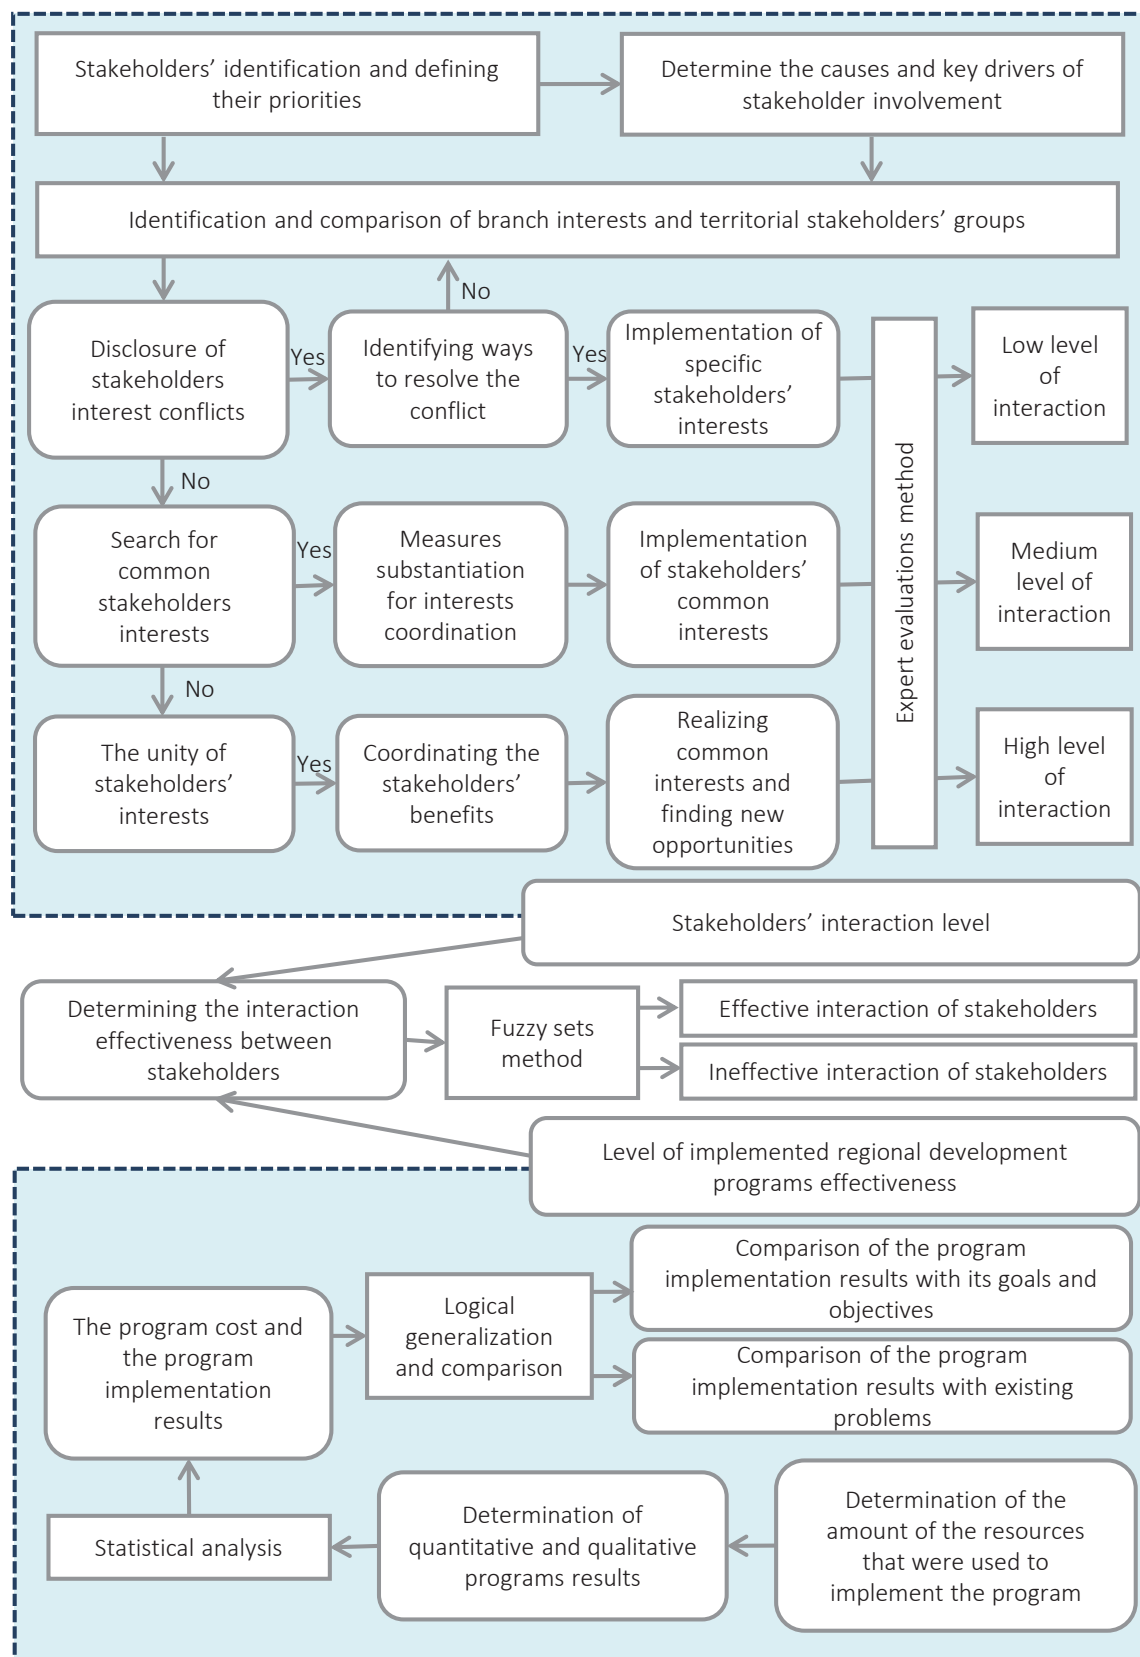 Stakeholders’ identification and defining
their priorities
Determine the causes and key drivers of
stakeholder involvement
Identification and comparison of branch interests and territorial stakeholders’ groups
No
Disclosure of
stakeholders
interest conflicts
Yes
Identifying ways
to resolve the
conflict
Yes
Implementation of
specific
stakeholders’
interests
Low level
of
interaction
No
Search for
common
stakeholders
interests
Yes
Measures
substantiation
for interests
coordination
Implementation
of stakeholders’
common
interests
Expert evaluations method
Medium
level of
interaction
No
The unity of
stakeholders’
interests
Yes
Coordinating the
stakeholders’
benefits
Realizing
common
interests and
finding new
opportunities
High level
of
interaction
Stakeholders’ interaction level
Determining the interaction
effectiveness between
stakeholders
Fuzzy sets
method
Effective interaction of stakeholders
Ineffective interaction of stakeholders
Level of implemented regional development
programs effectiveness
The program cost and
the program
implementation
results
Logical
generalization
and comparison
Comparison of the program
implementation results with its goals and
objectives
Comparison of the program
implementation results with existing
problems
Statistical analysis
Determination of
quantitative and qualitative
programs results
Determination of the
amount of the resources
that were used to
implement the program